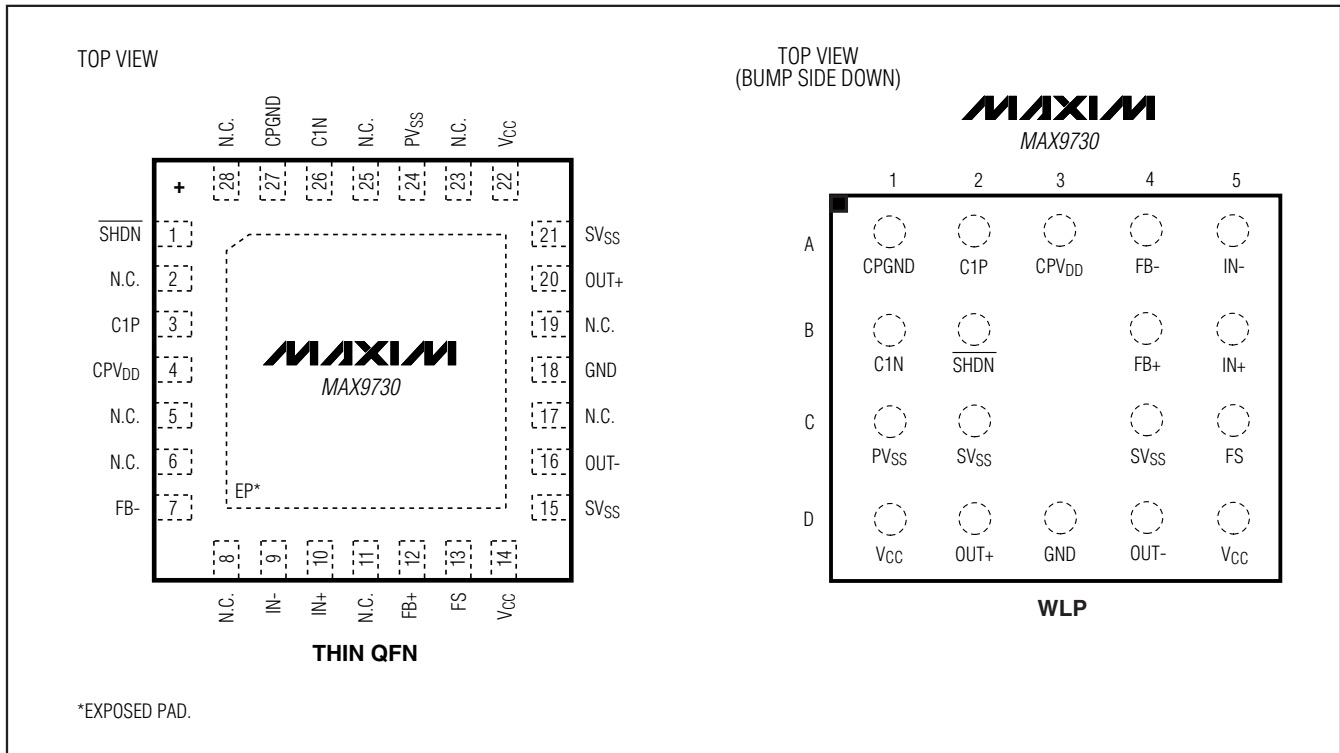 TOP VIEW
N.C. CPGND C1N N.C. PVSS N.C. VCC
28 27 26 25 24 23 22
+
SHDN 1
N.C. 2
C1P 3
CPVDD 4
N.C. 5
N.C. 6
FB- 7
21 SVSS
20 OUT+
19 N.C.
18 GND
17 N.C.
16 OUT-
15 SVSS
MAXIM
MAX9730
EP*
8 9 10 11 12 13 14
N.C. IN- IN+ N.C. FB+ FS VCC
THIN QFN
*EXPOSED PAD.
TOP VIEW
(BUMP SIDE DOWN)
MAXIM
MAX9730
1 2 3 4 5
A
CPGND C1P CPVDD FB- IN-
B
C1N SHDN FB+ IN+
C
PVSS SVSS SVSS FS
D
VCC OUT+ GND OUT- VCC
WLP